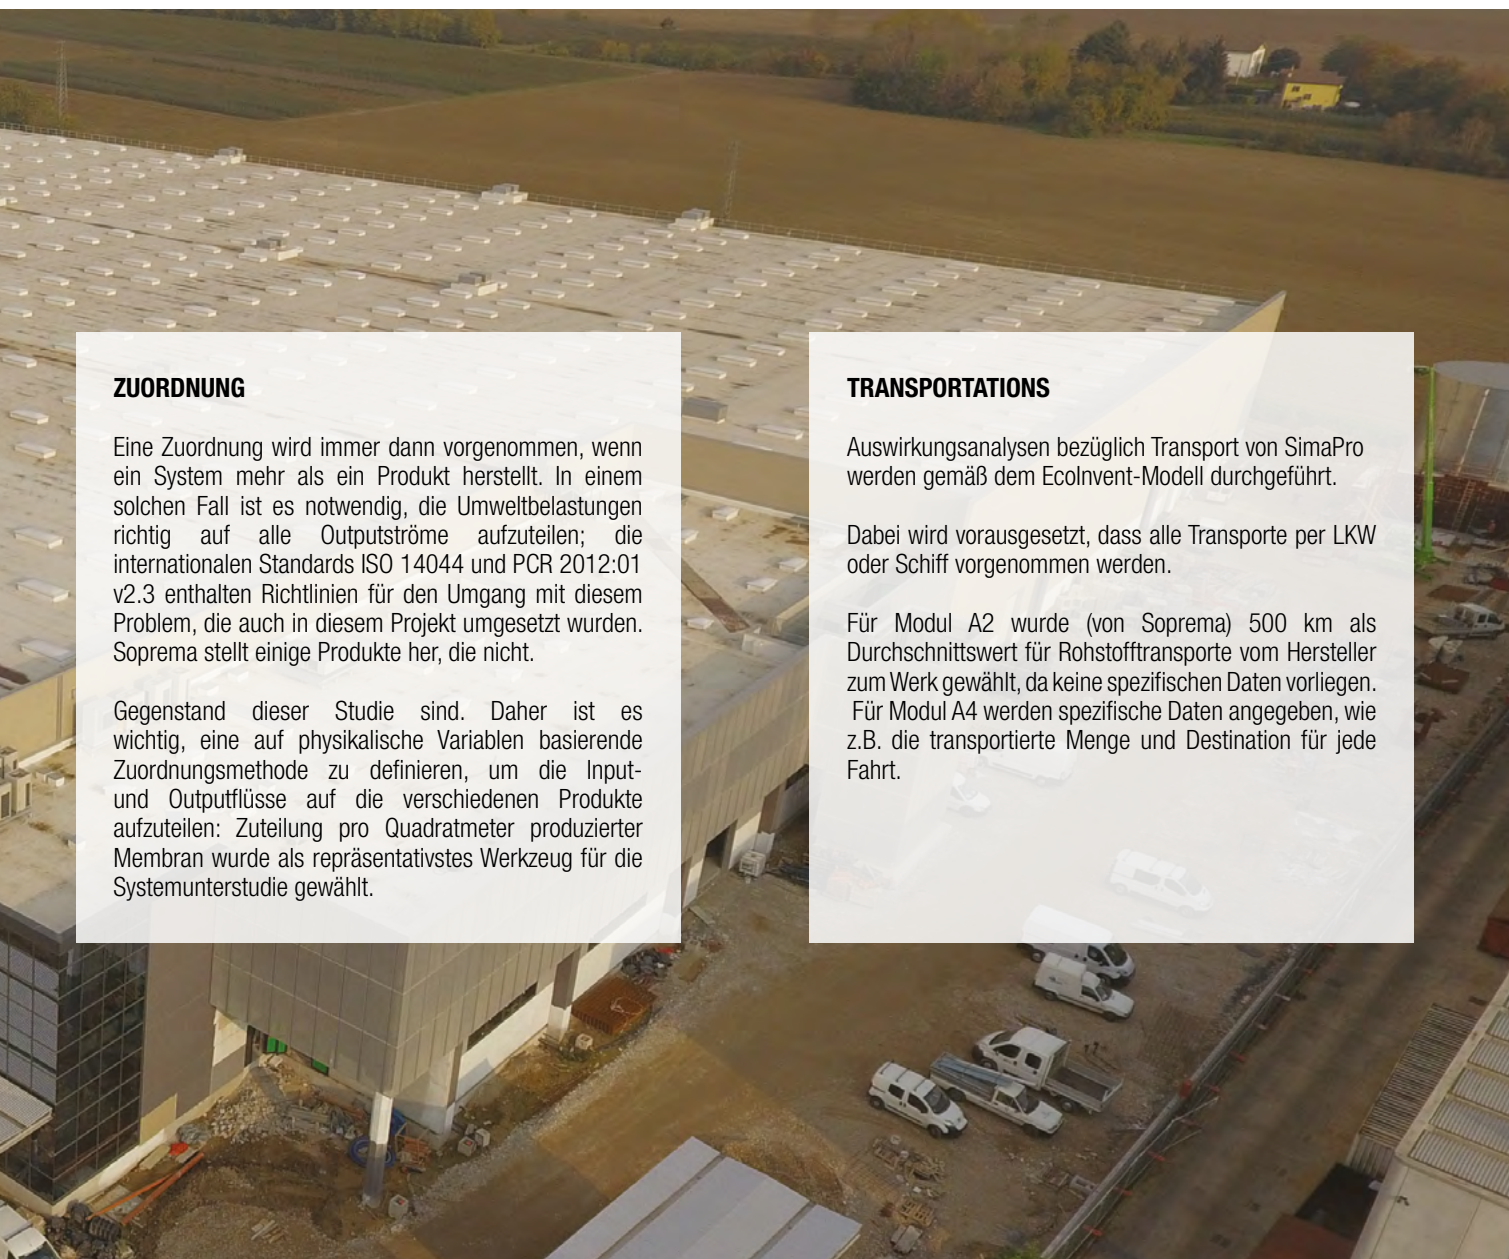 ZUORDNUNG
Eine Zuordnung wird immer dann vorgenommen, wenn
ein System mehr als ein Produkt herstellt. In einem
solchen Fall ist es notwendig, die Umweltbelastungen
richtig auf alle Outputströme aufzuteilen; die
internationalen Standards ISO 14044 und PCR 2012:01
v2.3 enthalten Richtlinien für den Umgang mit diesem
Problem, die auch in diesem Projekt umgesetzt wurden.
Soprema stellt einige Produkte her, die nicht.
Gegenstand dieser Studie sind. Daher ist es
wichtig, eine auf physikalische Variablen basierende
Zuordnungsmethode zu definieren, um die Input-
und Outputflüsse auf die verschiedenen Produkte
aufzuteilen: Zuteilung pro Quadratmeter produzierter
Membran wurde als repräsentativstes Werkzeug für die
Systemunterstudie gewählt.
TRANSPORTATIONS
Auswirkungsanalysen bezüglich Transport von SimaPro
werden gemäß dem EcoInvent-Modell durchgeführt.
Dabei wird vorausgesetzt, dass alle Transporte per LKW
oder Schiff vorgenommen werden.
Für Modul A2 wurde (von Soprema) 500 km als
Durchschnittswert für Rohstofftransporte vom Hersteller
zum Werk gewählt, da keine spezifischen Daten vorliegen.
Für Modul A4 werden spezifische Daten angegeben, wie
z.B. die transportierte Menge und Destination für jede
Fahrt.